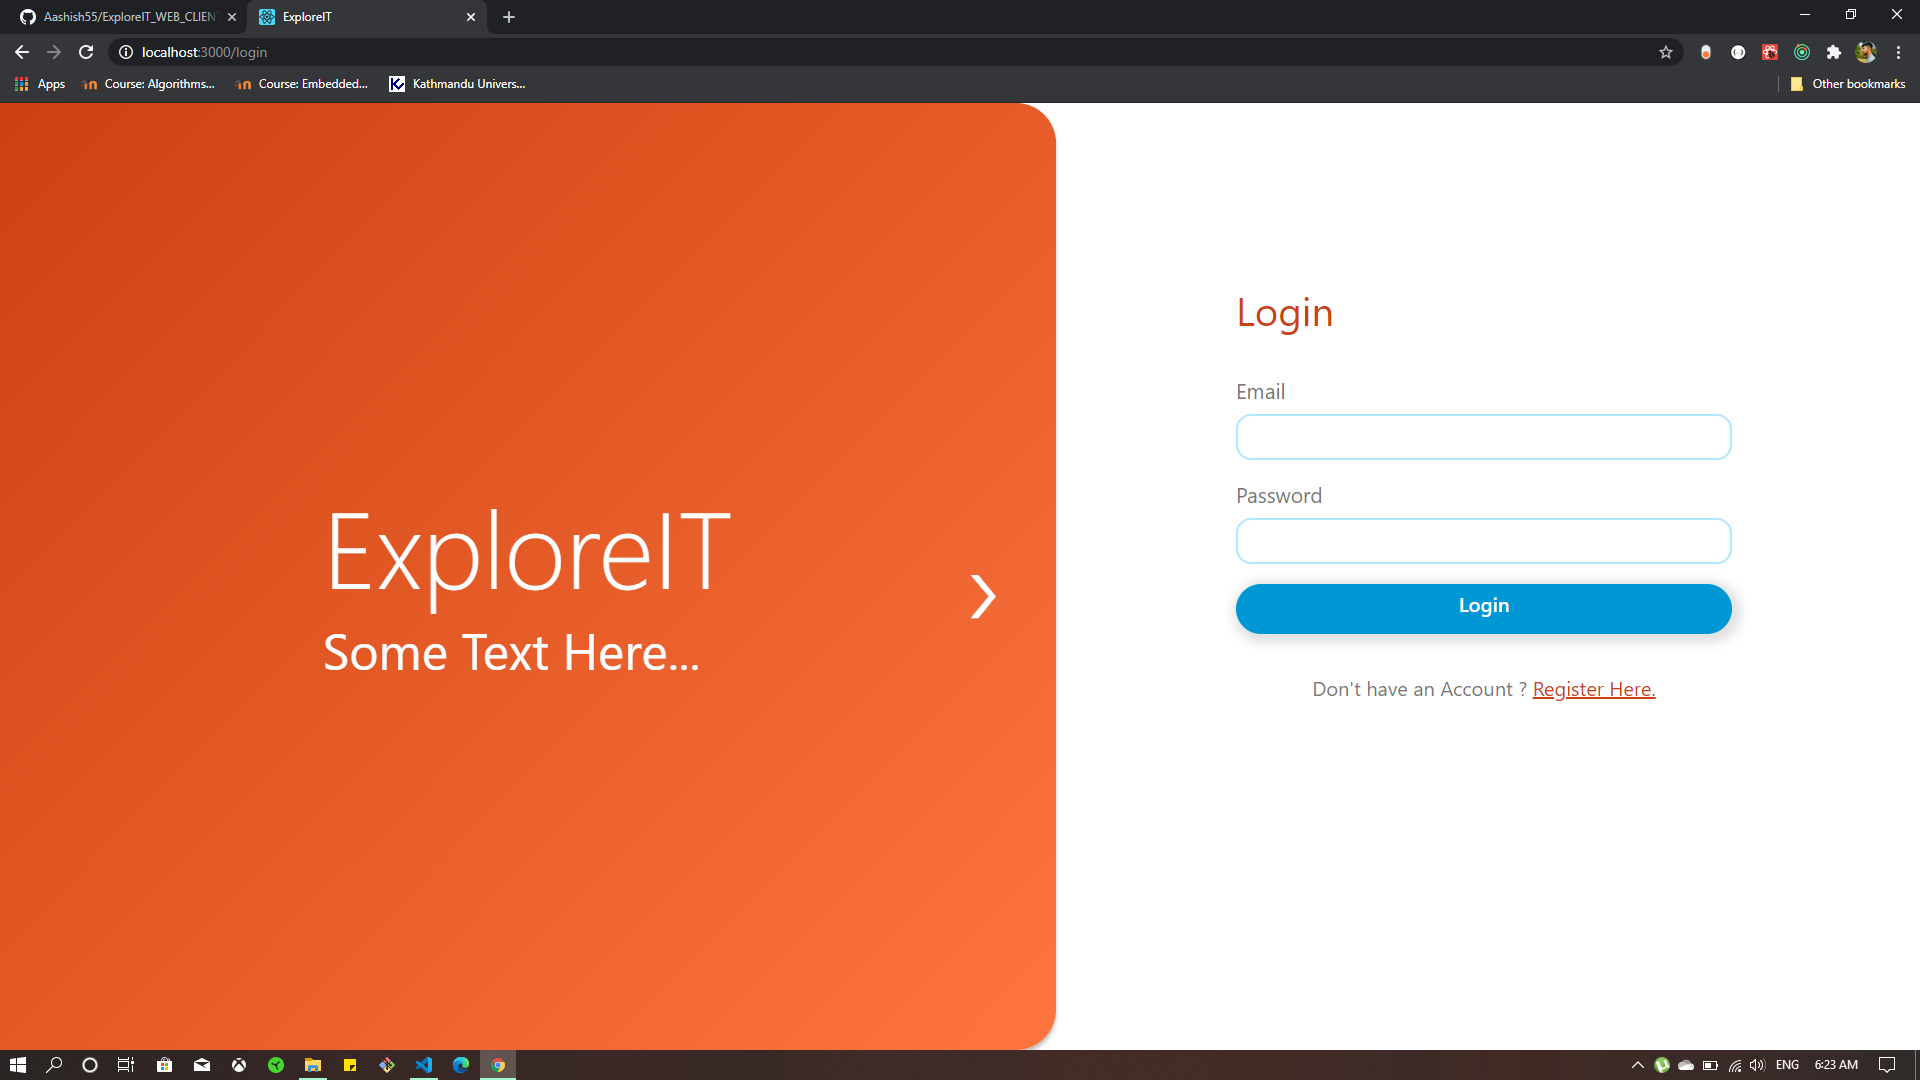 Aashish55/ExploreIT_WEB_CLIEN
ExploreIT
localhost:3000/login
Apps
Course: Algorithms...
Course: Embedded...
Kathmandu Univers...
Other bookmarks
ExploreIT
Some Text Here...
Login
Email
Password
Login
Don't have an Account ? Register Here.
ENG
6:23 AM